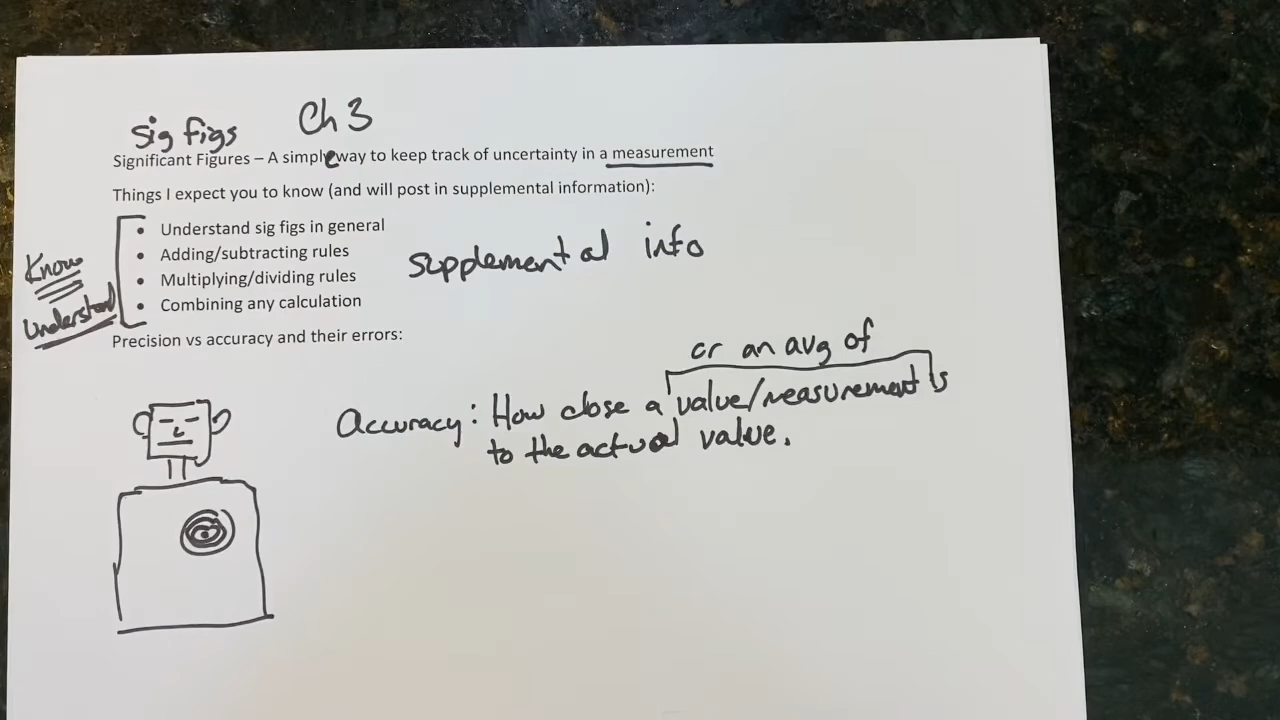 Sig figs Ch 3
Significant Figures – A simple way to keep track of uncertainty in a measurement
Things I expect you to know (and will post in supplemental information):
• Understand sig figs in general
• Adding/subtracting rules
• Multiplying/dividing rules
• Combining any calculation
Know
Understand
supplemental info
Precision vs accuracy and their errors:
or an avg of
Accuracy: How close a value/measurement is
to the actual value.